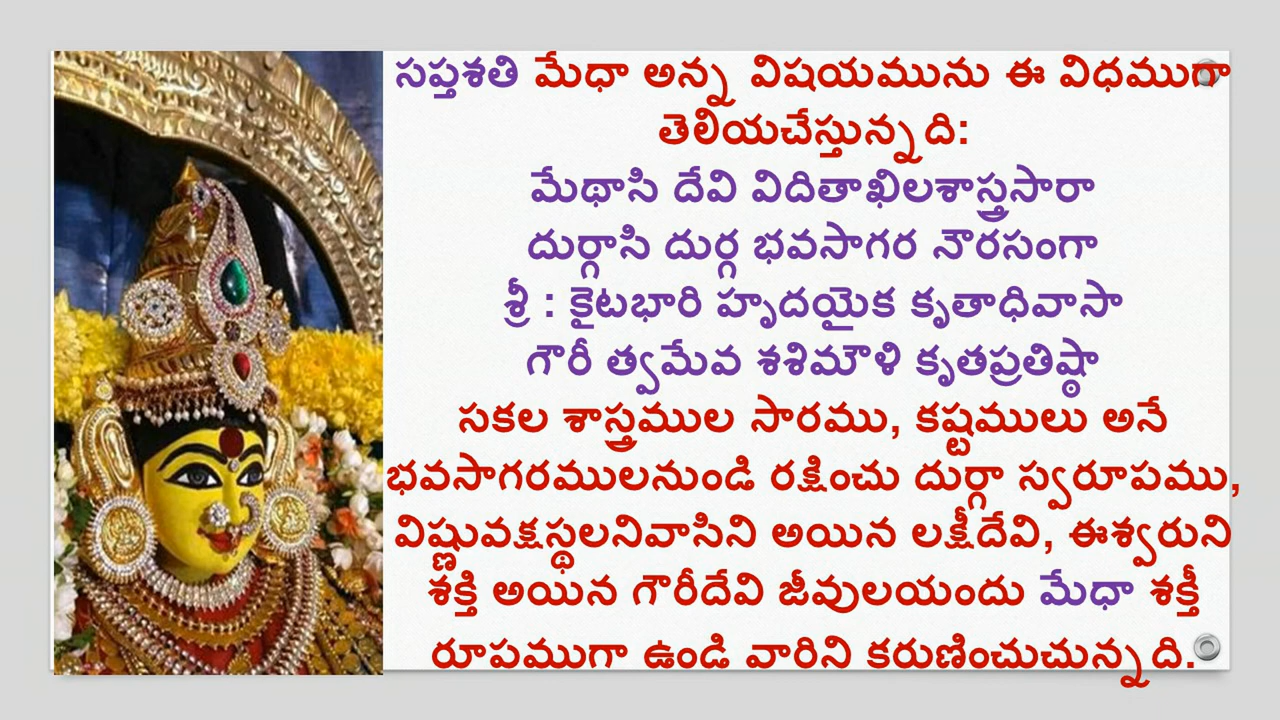 సప్తశతి మేధా అన్న విషయమును ఈ విధముగా
తెలియచేస్తున్నది:
మేథాసి దేవి విదితాఖిలశాస్త్రసారా
దుర్గాసి దుర్గ భవసాగర నౌరసంగా
శ్రీ : కైటభారి హృదయైక కృతాధివాసా
గౌరీ త్వమేవ శశిమౌళి కృతప్రతిష్ఠా
సకల శాస్త్రముల సారము, కష్టములు అనే
భవసాగరములనుండి రక్షించు దుర్గా స్వరూపము,
విష్ణువక్షస్థలనివాసిని అయిన లక్షీదేవి, ఈశ్వరుని
శక్తి అయిన గౌరీదేవి జీవులయందు మేధా శక్తీ
రూపముగా ఉండి వారిని కరుణించుచున్నది.